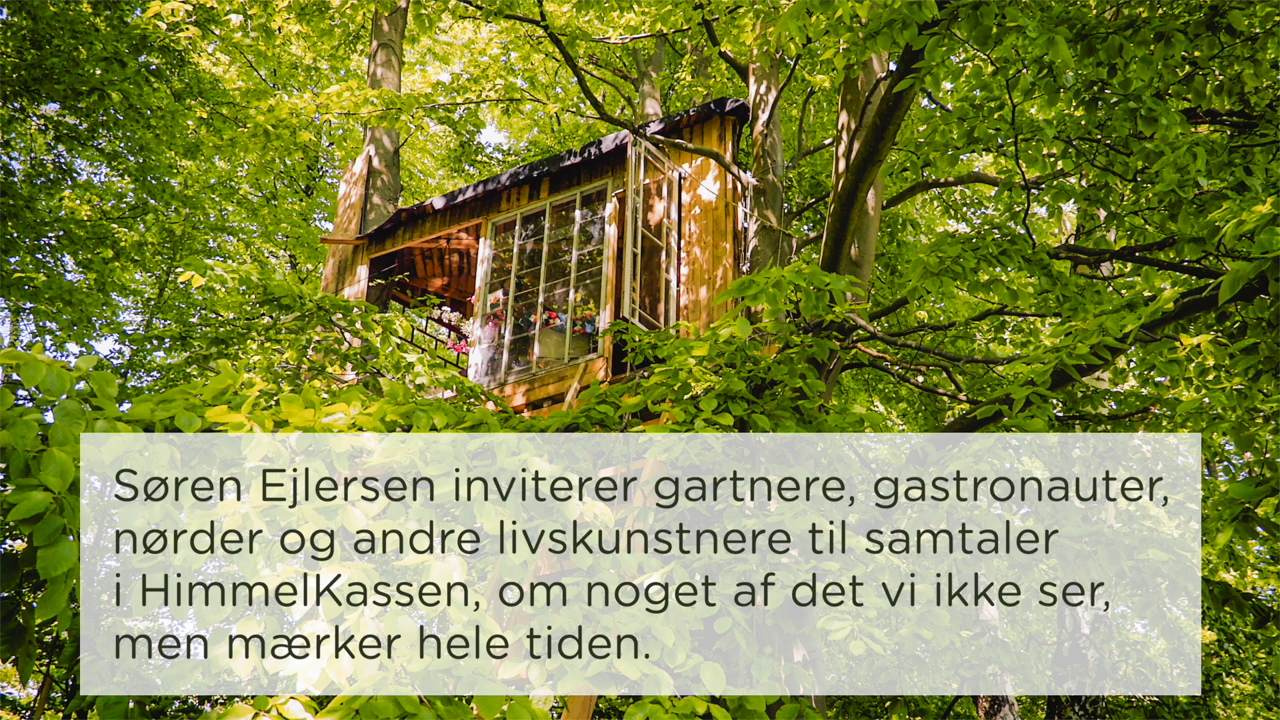 Søren Ejlersen inviterer gartnere, gastronauter,
nørder og andre livskunstnere til samtaler
i HimmelKassen, om noget af det vi ikke ser,
men mærker hele tiden.